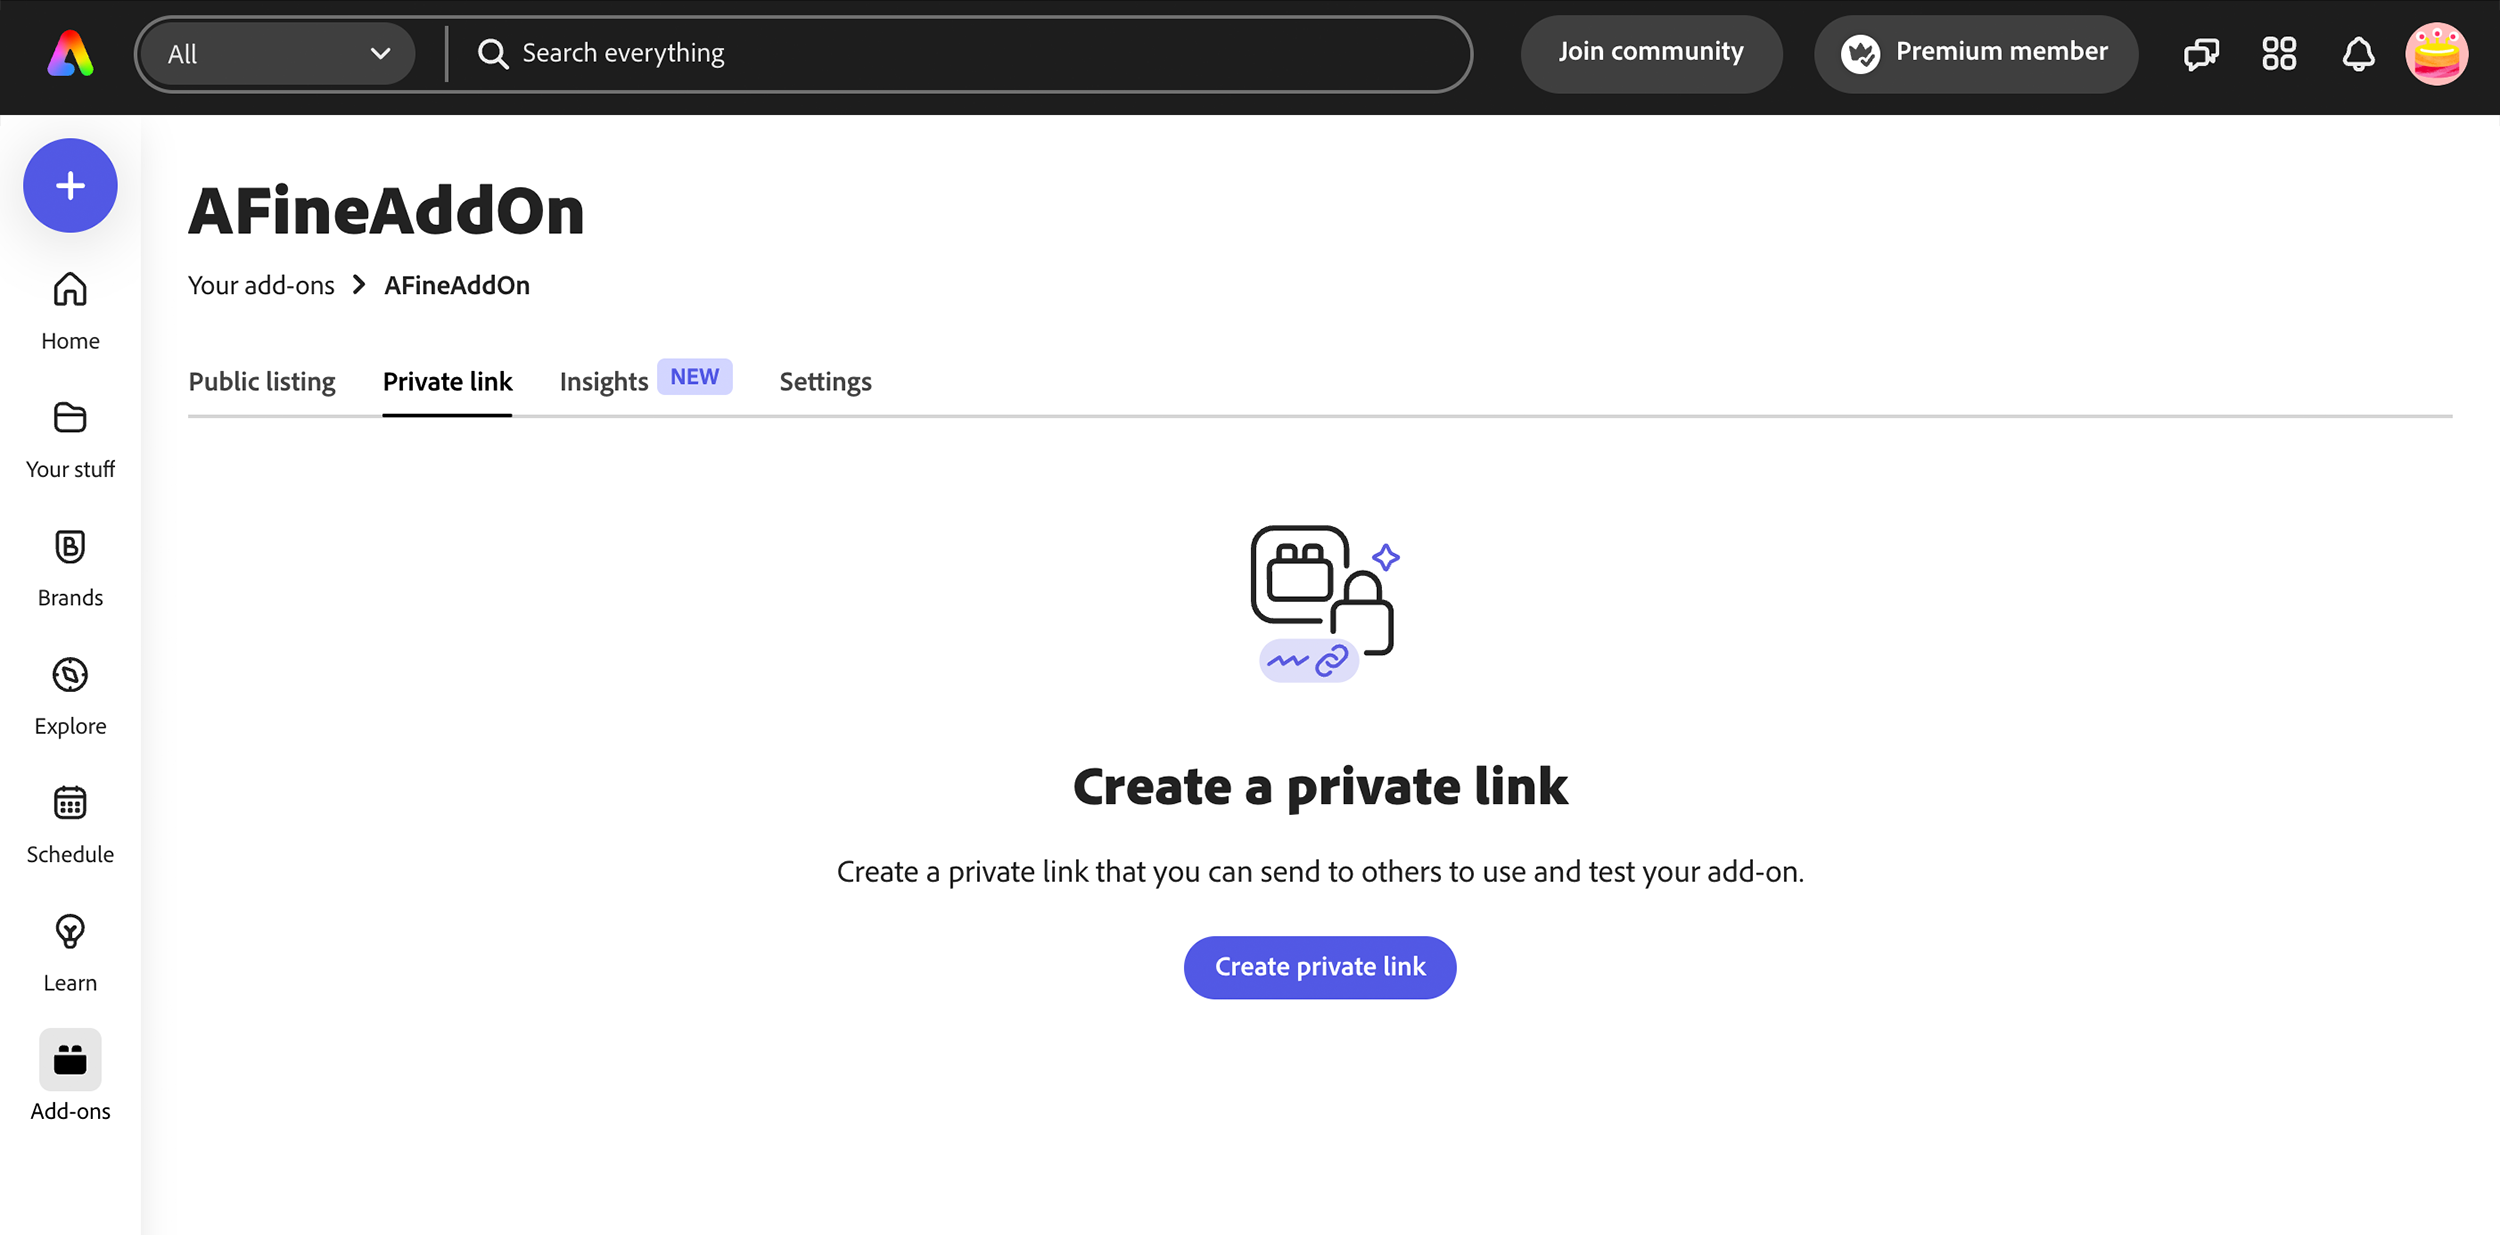 All
Search everything
Join community
Premium member
AFineAddOn
Your add-ons > AFineAddOn
Public listing
Private link
Insights NEW
Settings
Home
Your stuff
B
Brands
Explore
Schedule
Learn
Add-ons
Create a private link
Create a private link that you can send to others to use and test your add-on.
Create private link